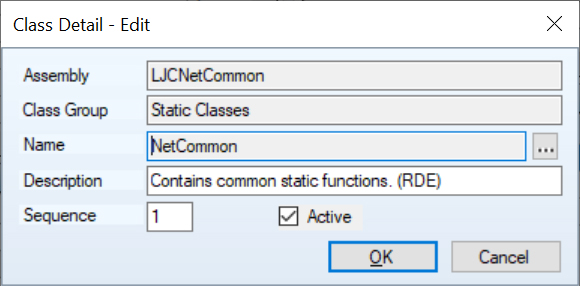 Class Detail - Edit
Assembly LJCNetCommon
Class Group Static Classes
Name NetCommon ...
Description Contains common static functions. (RDE)
Sequence 1 Active
OK Cancel